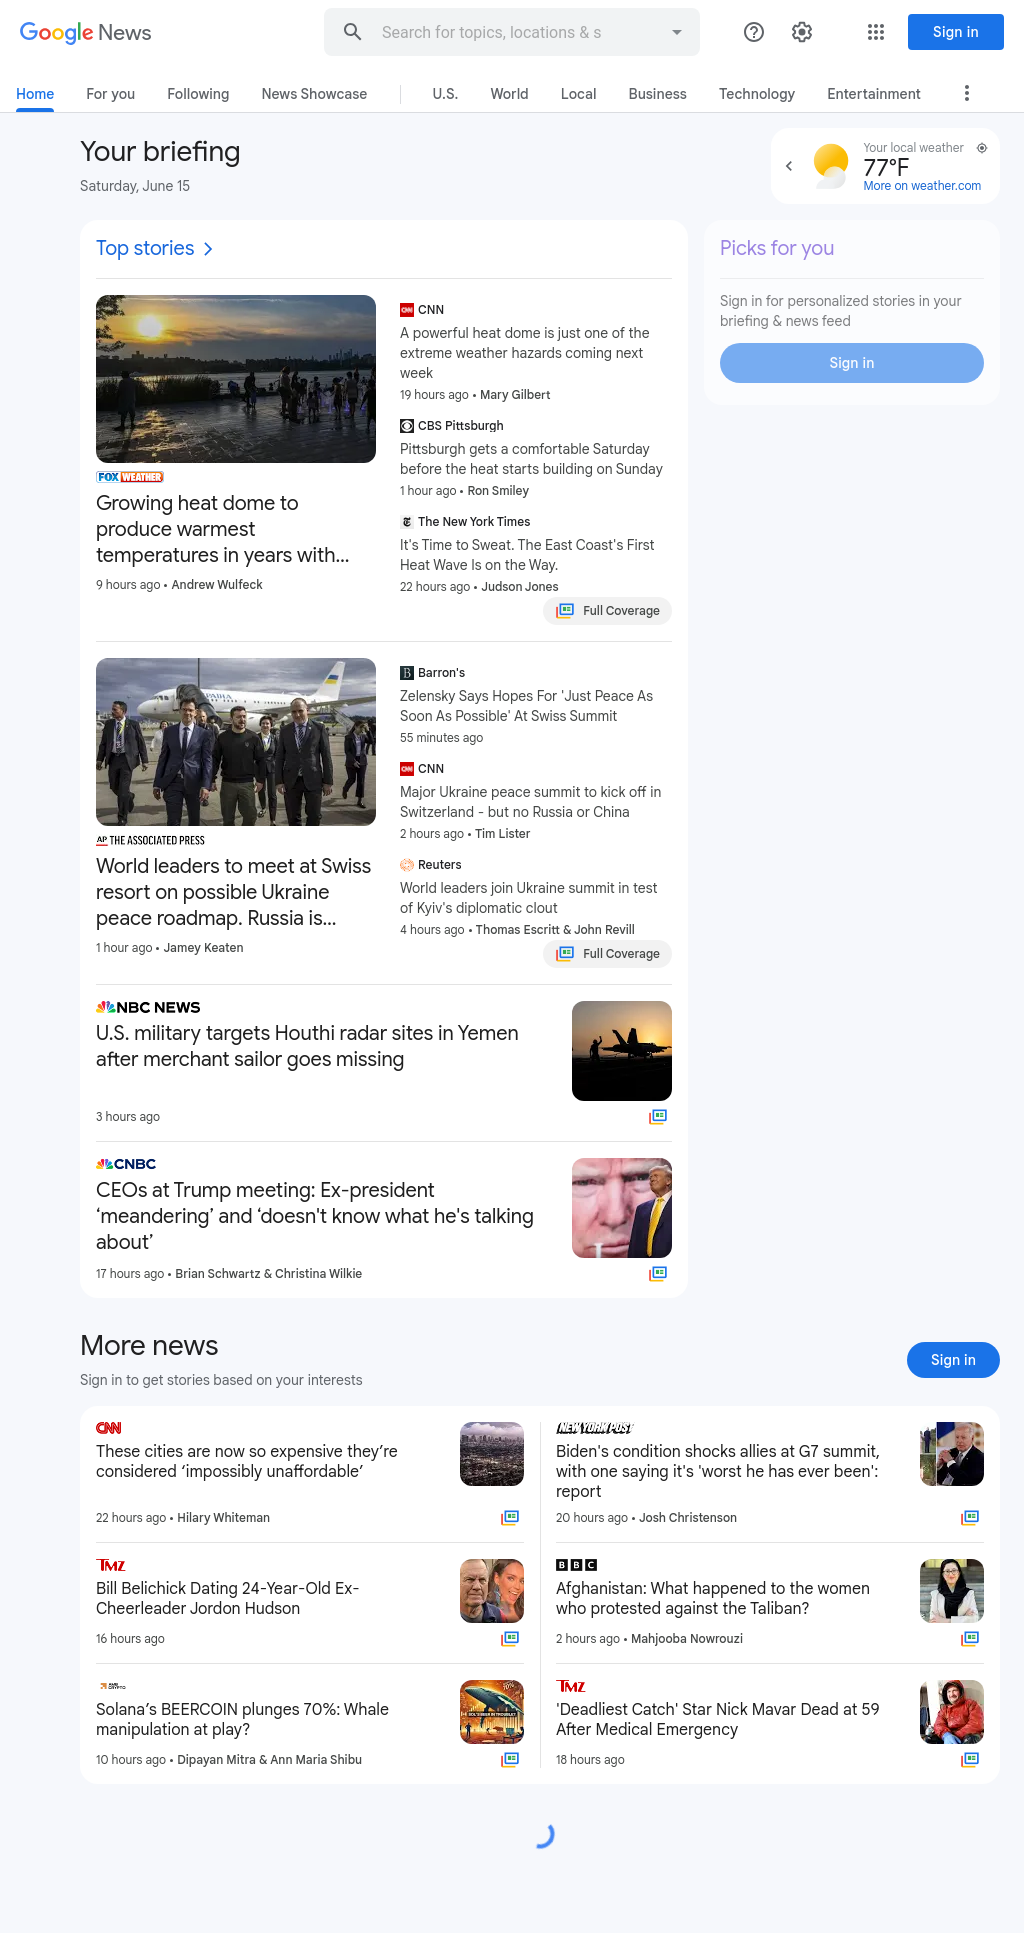 Google News
Search for topics, locations & s
Sign in
Home
For you
Following
News Showcase
U.S.
World
Local
Business
Technology
Entertainment
Your briefing
Saturday, June 15
Your local weather
77°F
More on weather.com
Top stories
FOX WEATHER
Growing heat dome to
produce warmest
temperatures in years with...
9 hours ago • Andrew Wulfeck
CNN
A powerful heat dome is just one of the
extreme weather hazards coming next
week
19 hours ago • Mary Gilbert
CBS Pittsburgh
Pittsburgh gets a comfortable Saturday
before the heat starts building on Sunday
1 hour ago • Ron Smiley
The New York Times
It's Time to Sweat. The East Coast's First
Heat Wave Is on the Way.
22 hours ago • Judson Jones
Full Coverage
Picks for you
Sign in for personalized stories in your
briefing & news feed
Sign in
AP THE ASSOCIATED PRESS
World leaders to meet at Swiss
resort on possible Ukraine
peace roadmap. Russia is...
1 hour ago • Jamey Keaten
Barron's
Zelensky Says Hopes For 'Just Peace As
Soon As Possible' At Swiss Summit
55 minutes ago
CNN
Major Ukraine peace summit to kick off in
Switzerland - but no Russia or China
2 hours ago • Tim Lister
Reuters
World leaders join Ukraine summit in test
of Kyiv's diplomatic clout
4 hours ago • Thomas Escritt & John Revill
Full Coverage
NBC NEWS
U.S. military targets Houthi radar sites in Yemen
after merchant sailor goes missing
3 hours ago
CNBC
CEOs at Trump meeting: Ex-president
‘meandering’ and ‘doesn't know what he's talking
about’
17 hours ago • Brian Schwartz & Christina Wilkie
More news
Sign in to get stories based on your interests
Sign in
CNN
These cities are now so expensive they’re
considered ‘impossibly unaffordable’
22 hours ago • Hilary Whiteman
NEW YORK POST
Biden's condition shocks allies at G7 summit,
with one saying it's 'worst he has ever been':
report
20 hours ago • Josh Christenson
TMZ
Bill Belichick Dating 24-Year-Old Ex-
Cheerleader Jordon Hudson
16 hours ago
BBC
Afghanistan: What happened to the women
who protested against the Taliban?
2 hours ago • Mahjooba Nowrouzi
Solana’s BEERCOIN plunges 70%: Whale
manipulation at play?
10 hours ago • Dipayan Mitra & Ann Maria Shibu
TMZ
'Deadliest Catch' Star Nick Mavar Dead at 59
After Medical Emergency
18 hours ago